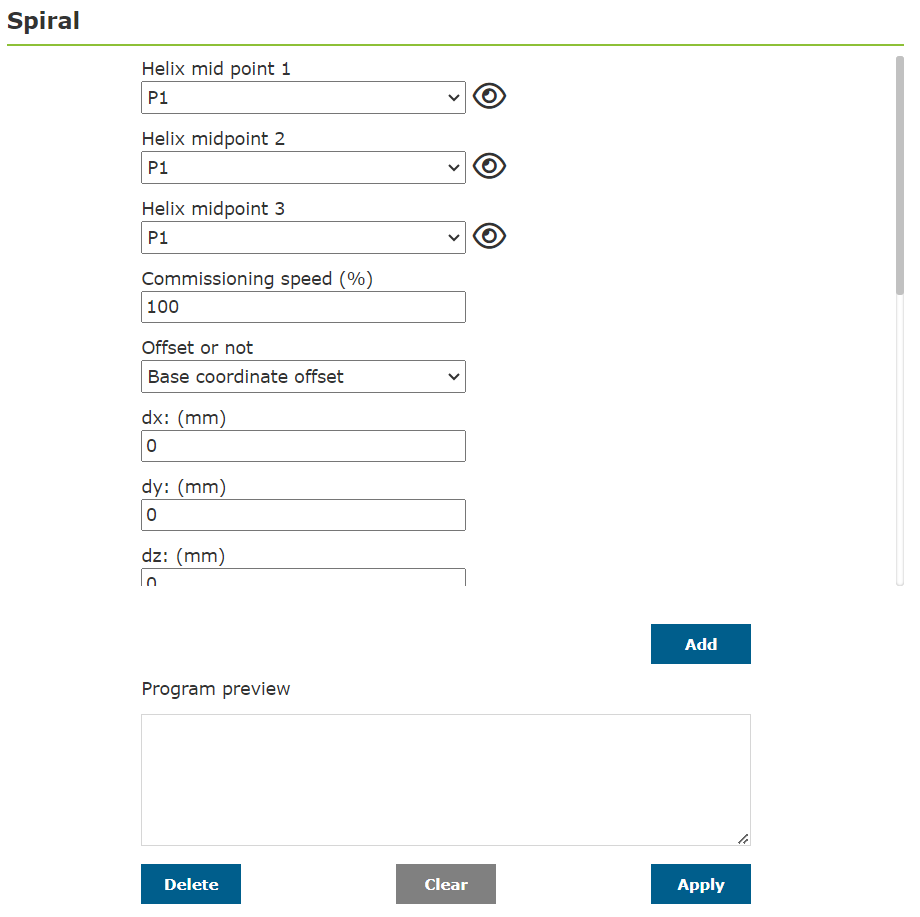 Spiral
Helix mid point 1
P1
Helix midpoint 2
P1
Helix midpoint 3
P1
Commissioning speed (%)
100
Offset or not
Base coordinate offset
dx: (mm)
0
dy: (mm)
0
dz: (mm)
0
Add
Program preview
Delete Clear Apply